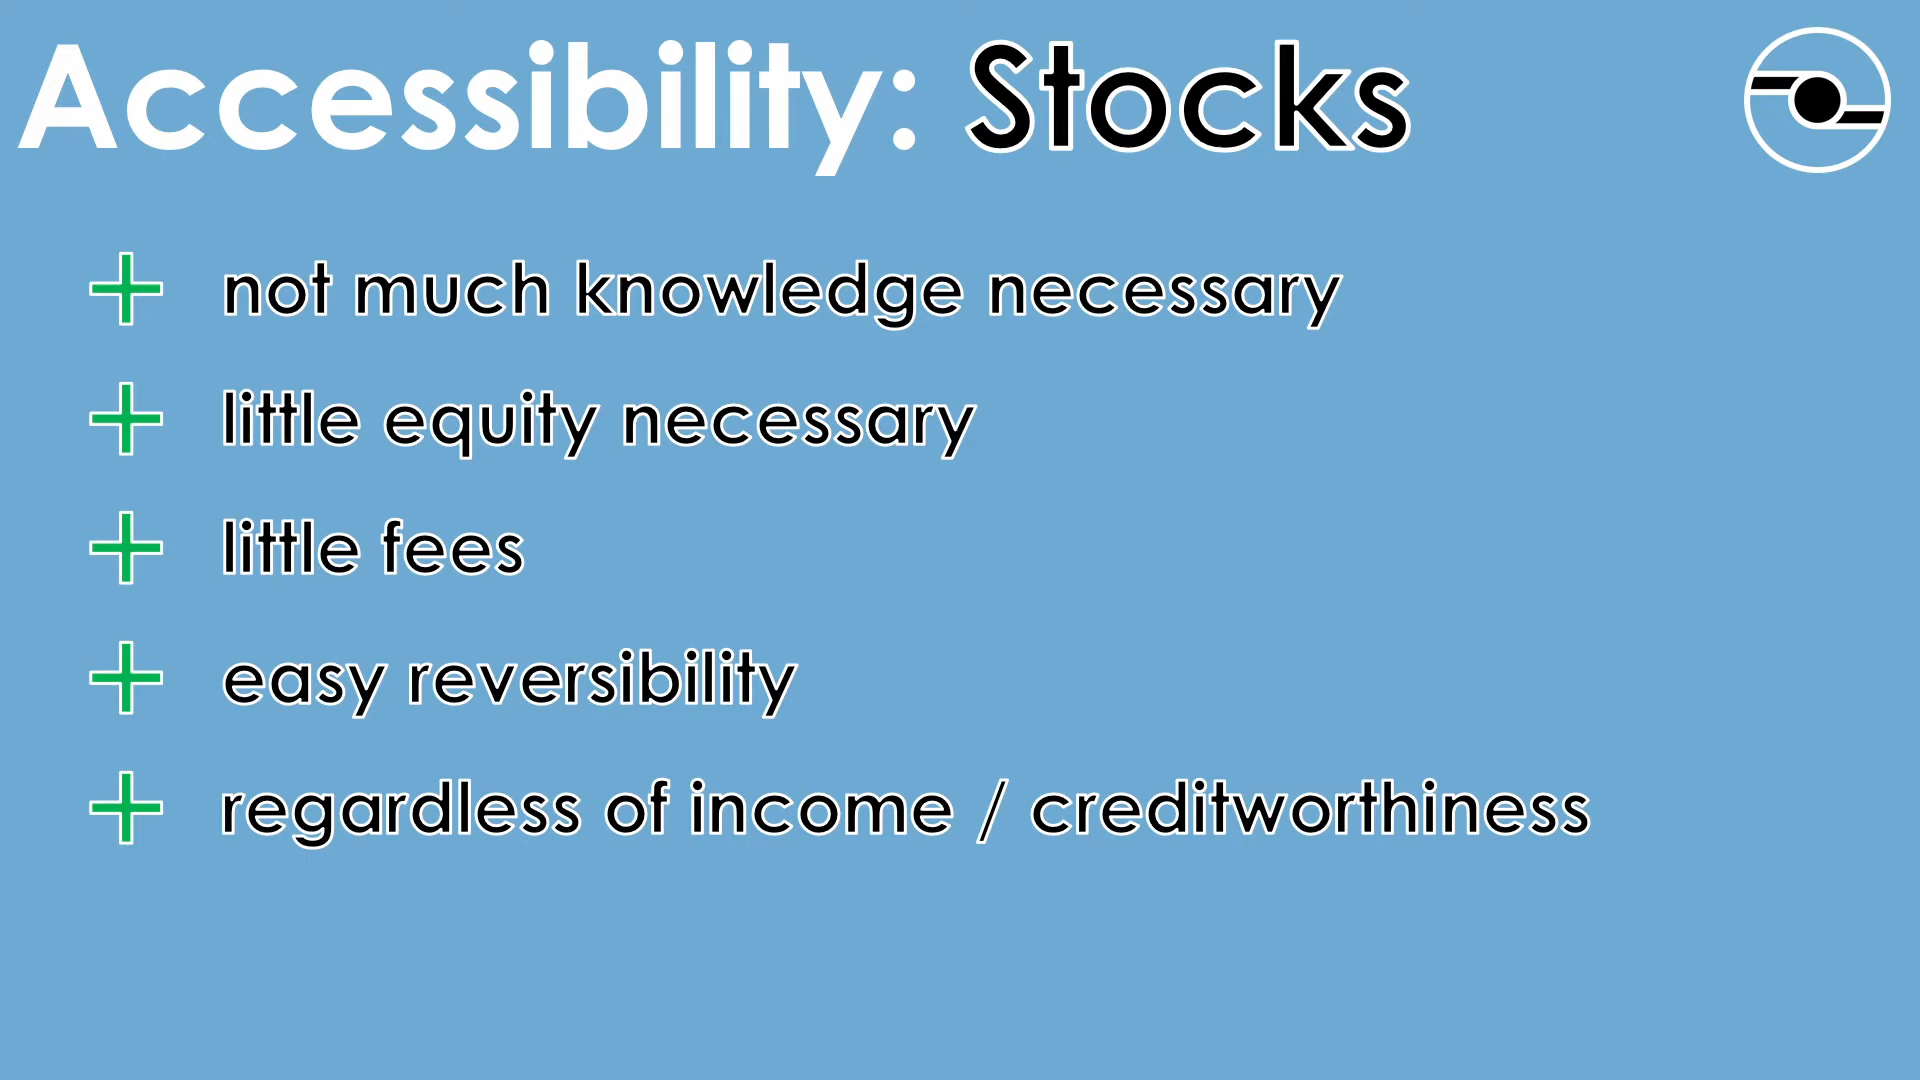 Accessibility: Stocks
+ not much knowledge necessary
+ little equity necessary
+ little fees
+ easy reversibility
+ regardless of income / creditworthiness